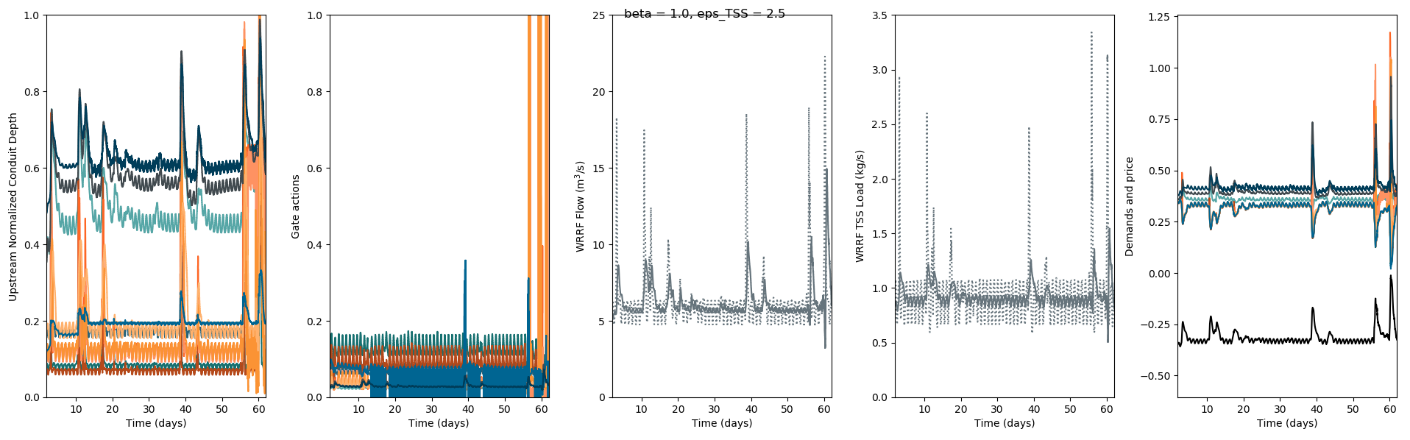 beta = 1.0, eps_TSS = 2.5
Upstream Normalized Conduit Depth
1.0
0.8
0.6
0.4
0.2
0.0
10 20 30 40 50 60
Time (days)
Gate actions
1.0
0.8
0.6
0.4
0.2
0.0
10 20 30 40 50 60
Time (days)
WRRF Flow (m³/s)
25
20
15
10
5
0
10 20 30 40 50 60
Time (days)
WRRF TSS Load (kg/s)
3.5
3.0
2.5
2.0
1.5
1.0
0.5
0.0
10 20 30 40 50 60
Time (days)
Demands and price
1.25
1.00
0.75
0.50
0.25
0.00
−0.25
−0.50
10 20 30 40 50 60
Time (days)